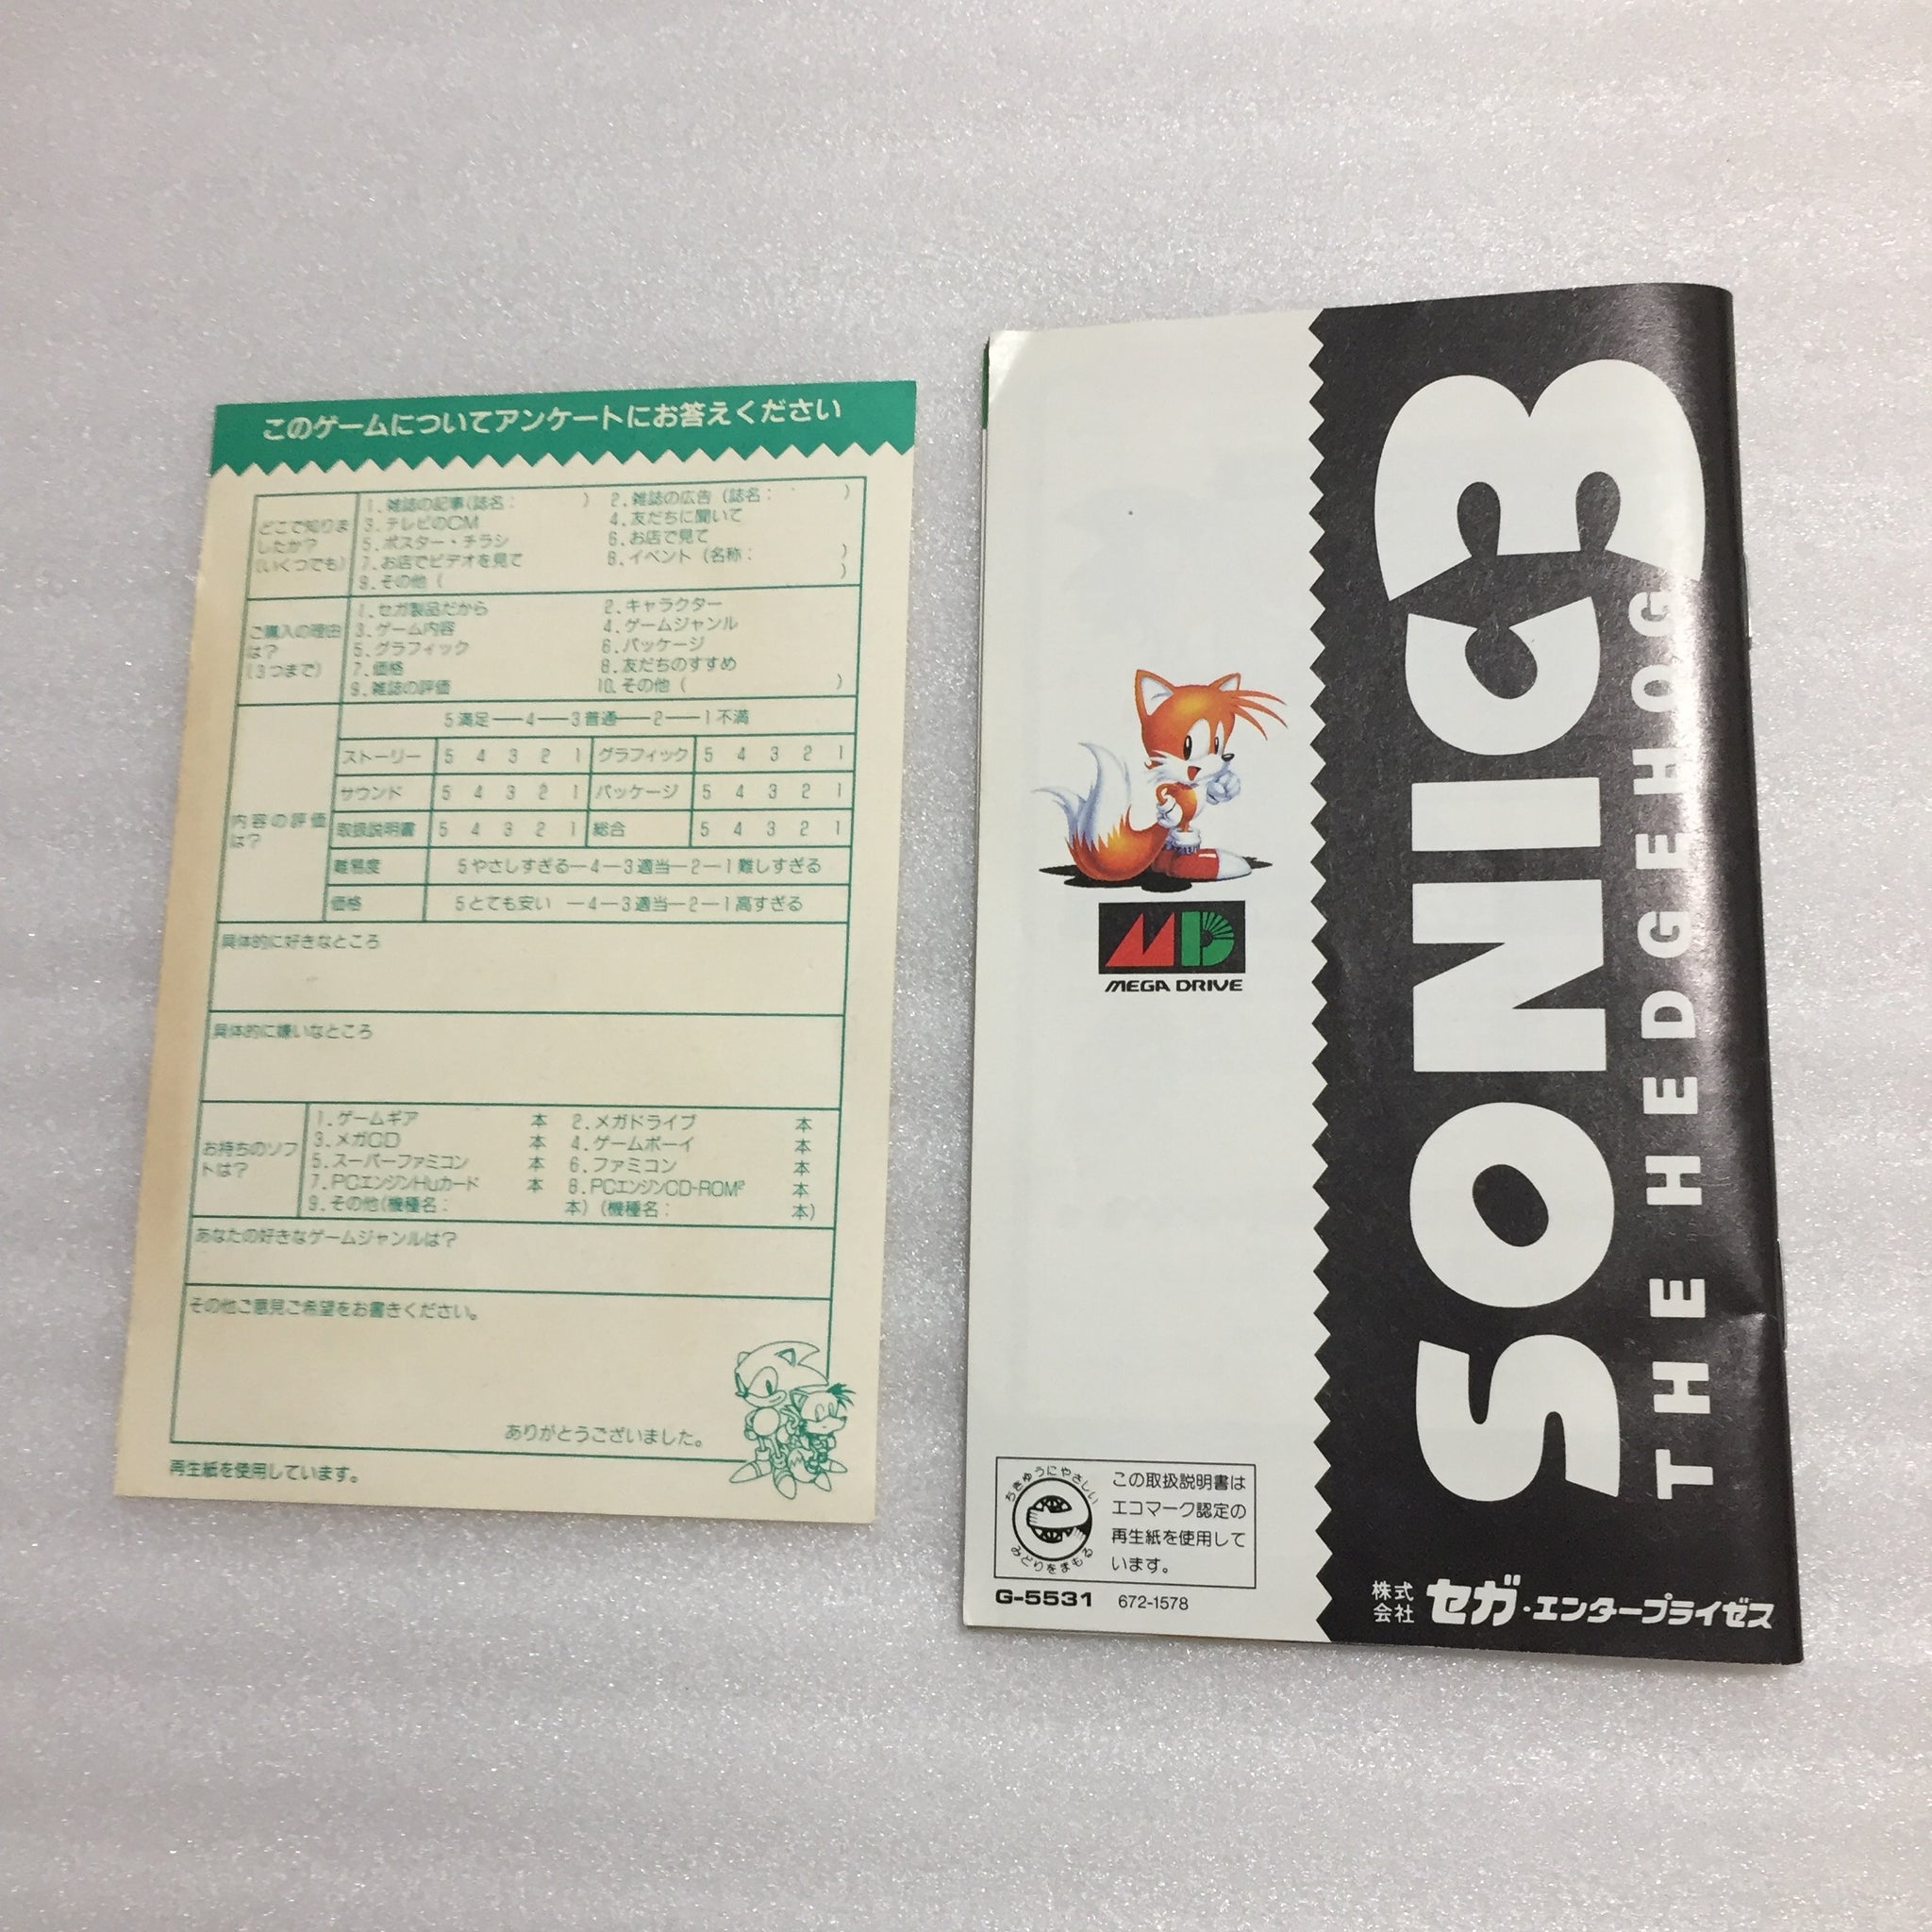 このゲームについてアンケートにお答えください
どこで知りま
したか?
(いくつでも)
1.雑誌の記事(誌名: ) 2.雑誌の広告(誌名: )
3.テレビのCM 4.友だちに聞いて
5.ポスター・チラシ 6.お店で見て
7.お店でビデオを見て 8.イベント(名称: )
9.その他( )
ご購入の理由
は?
(3つまで)
1.セガ製品だから 2.キャラクター
3.ゲーム内容 4.ゲームジャンル
5.グラフィック 6.パッケージ
7.価格 8.友だちのすすめ
9.雑誌の評価 10.その他( )
内容の評価
は?
5満足—4—3普通—2—1不満
ストーリー 5 4 3 2 1 グラフィック 5 4 3 2 1
サウンド 5 4 3 2 1 パッケージ 5 4 3 2 1
取扱説明書 5 4 3 2 1 総合 5 4 3 2 1
難易度 5やさしすぎる—4—3適当—2—1難しすぎる
価格 5とても安い —4—3適当—2—1高すぎる
具体的に好きなところ
具体的に嫌いなところ
お持ちのソフ
トは?
1.ゲームギア 本 2.メガドライブ 本
3.メガCD 本 4.ゲームボーイ 本
5.スーパーファミコン 本 6.ファミコン 本
7.PCエンジンHuカード 本 8.PCエンジンCD-ROM² 本
9.その他(機種名: 本)(機種名: 本)
あなたの好きなゲームジャンルは?
その他ご意見ご希望をお書きください。
ありがとうございました。
再生紙を使用しています。
MD
MEGA DRIVE
ちきゅうにやさしい
みどりをまもる
この取扱説明書は
エコマーク認定の
再生紙を使用して
います。
G-5531 672-1578
SONIC3
THE HEDGEHOG
株式会社 セガ・エンタープライゼス